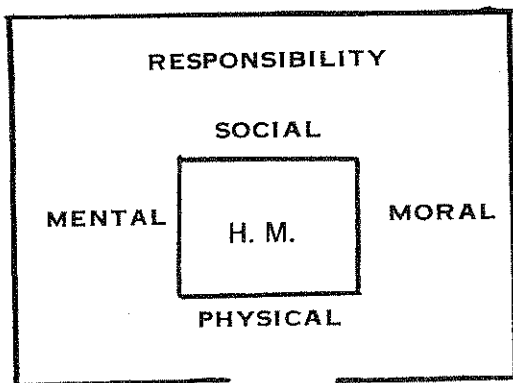 RESPONSIBILITY
SOCIAL
MENTAL
H. M.
MORAL
PHYSICAL